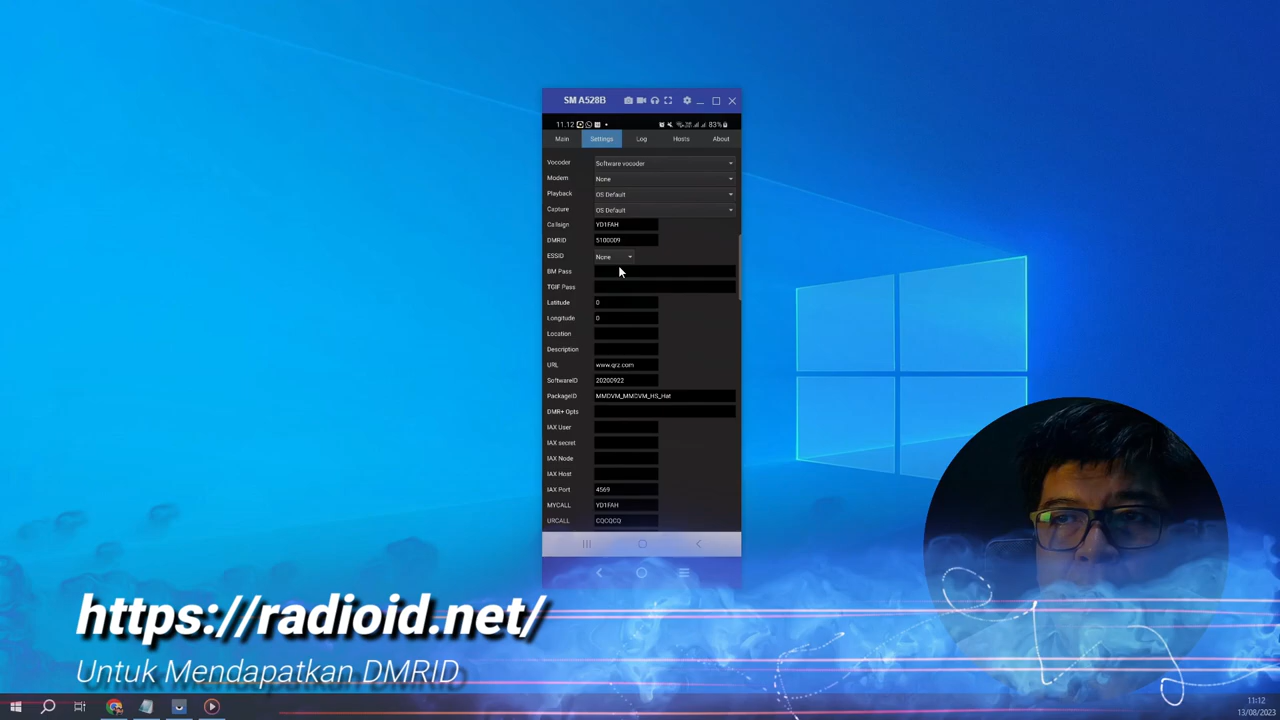 SM A528B
11.12
83%
Main Settings Log Hosts About
Vocoder Software vocoder
Modem None
Playback OS Default
Capture OS Default
Callsign YD1FAH
DMRID 5100009
ESSID None
BM Pass
TGIF Pass
Latitude 0
Longitude 0
Location
Description
URL www.qrz.com
SoftwareID 20200922
PackageID MMDVM_MMDVM_HS_Hat
DMR+ Opts
IAX User
IAX secret
IAX Node
IAX Host
IAX Port 4569
MYCALL YD1FAH
URCALL CQCQCQ
https://radioid.net/
Untuk Mendapatkan DMRID
11:12
13/08/2023